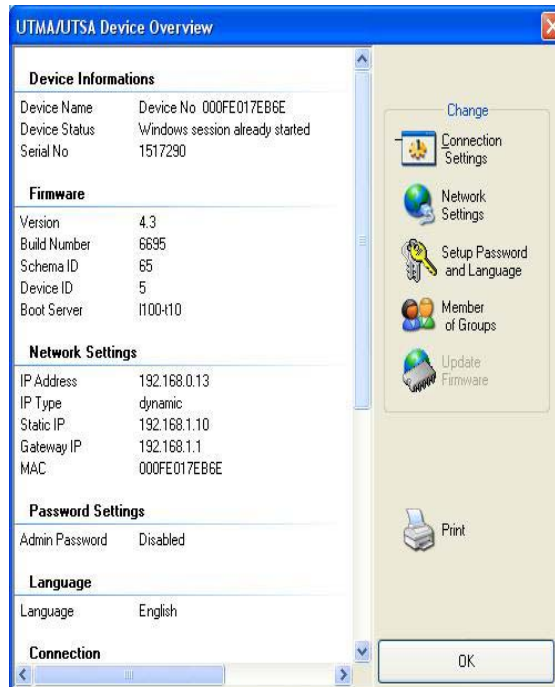 UTMA/UTSA Device Overview
Device Informations
Device Name Device No 000FE017EB6E
Device Status Windows session already started
Serial No 1517290
Firmware
Version 4.3
Build Number 6695
Schema ID 65
Device ID 5
Boot Server l100-t10
Network Settings
IP Address 192.168.0.13
IP Type dynamic
Static IP 192.168.1.10
Gateway IP 192.168.1.1
MAC 000FE017EB6E
Password Settings
Admin Password Disabled
Language
Language English
Connection
Change
Connection
Settings
Network
Settings
Setup Password
and Language
Member
of Groups
Update
Firmware
Print
OK